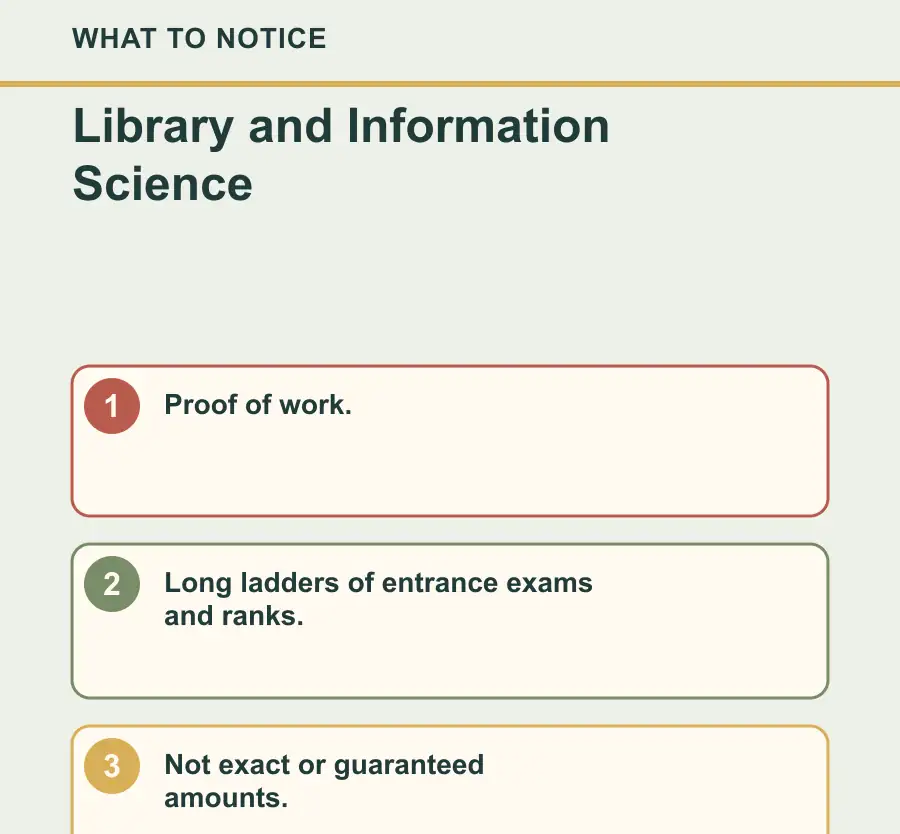 WHAT TO NOTICE
Library and Information
Science
1
Proof of work.
2
Long ladders of entrance exams
and ranks.
3
Not exact or guaranteed
amounts.